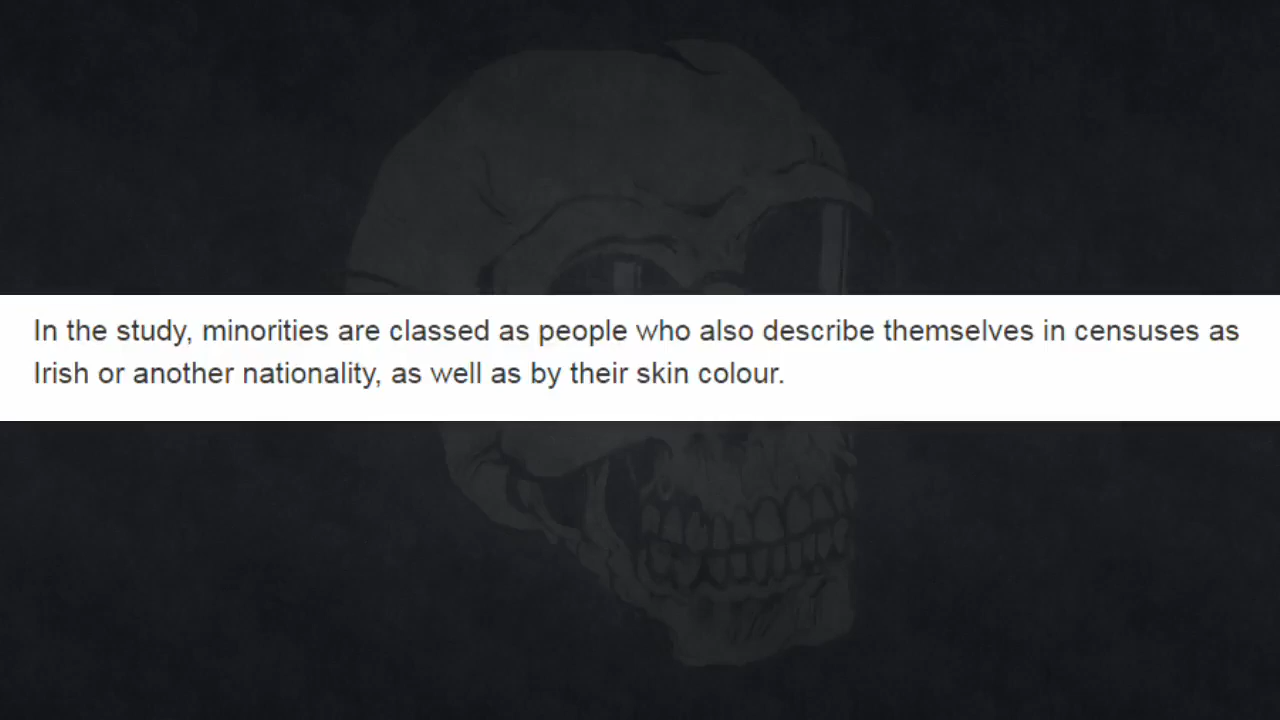 In the study, minorities are classed as people who also describe themselves in censuses as
Irish or another nationality, as well as by their skin colour.